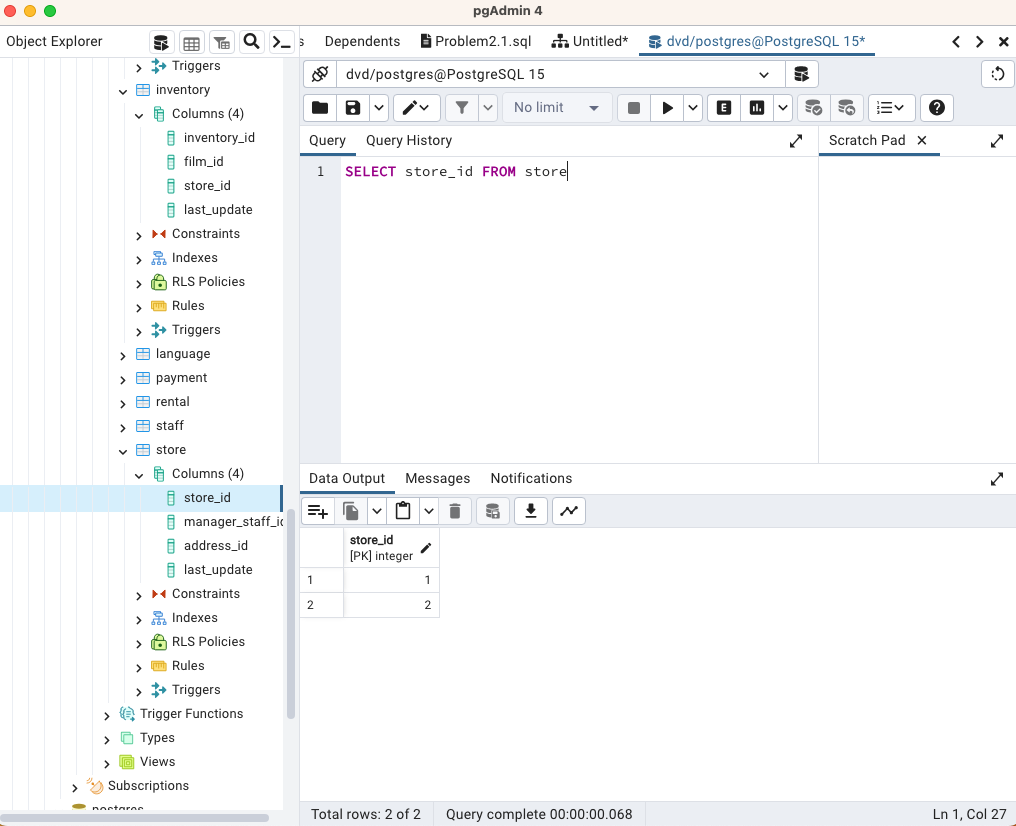 pgAdmin 4
Object Explorer
s
Dependents
Problem2.1.sql
Untitled*
dvd/postgres@PostgreSQL 15*
Triggers
inventory
Columns (4)
inventory_id
film_id
store_id
last_update
Constraints
Indexes
RLS Policies
Rules
Triggers
language
payment
rental
staff
store
Columns (4)
store_id
manager_staff_id
address_id
last_update
Constraints
Indexes
RLS Policies
Rules
Triggers
Trigger Functions
Types
Views
Subscriptions
postgres
dvd/postgres@PostgreSQL 15
No limit
E
Query
Query History
Scratch Pad
1 SELECT store_id FROM store
Data Output
Messages
Notifications
store_id
[PK] integer
1 1
2 2
Total rows: 2 of 2
Query complete 00:00:00.068
Ln 1, Col 27